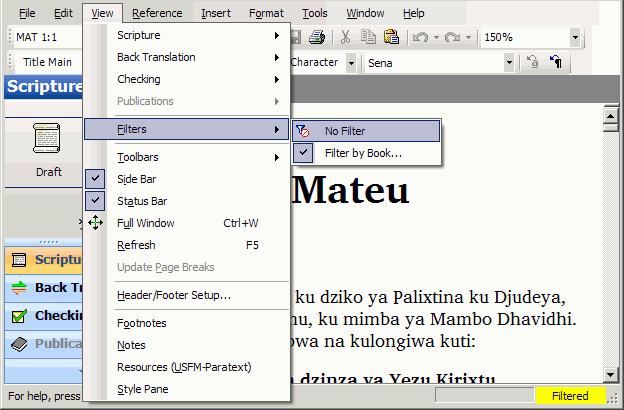 File Edit View Reference Insert Format Tools Window Help
MAT 1:1 150%
Title Main Character Sena
Scripture
Draft
Scriptu
Back Tr
Checkin
Publica
For help, press
Filtered
Scripture
Back Translation
Checking
Publications
Filters
Toolbars
Side Bar
Status Bar
Full Window Ctrl+W
Refresh F5
Update Page Breaks
Header/Footer Setup...
Footnotes
Notes
Resources (USFM-Paratext)
Style Pane
No Filter
Filter by Book...
Mateu
ku dziko ya Palixtina ku Djudeya,
mu, ku mimba ya Mambo Dhavidhi.
owa na kulongiwa kuti:
dzinza ya Yezu Kirixtu